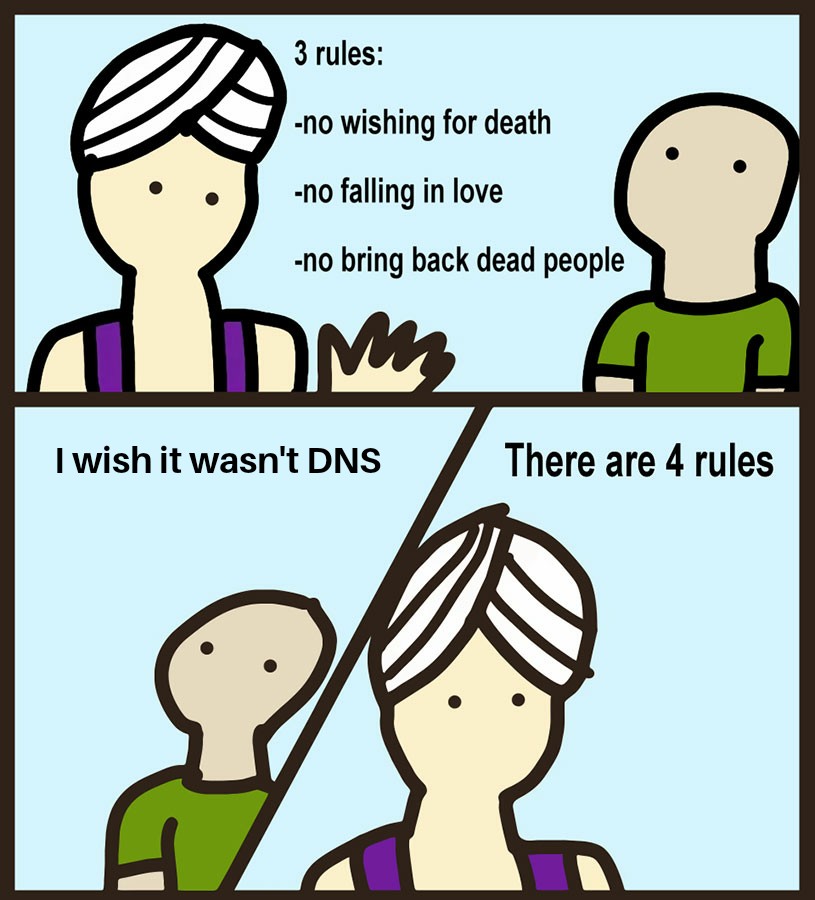 3 rules:
-no wishing for death
-no falling in love
-no bring back dead people
I wish it wasn't DNS
There are 4 rules